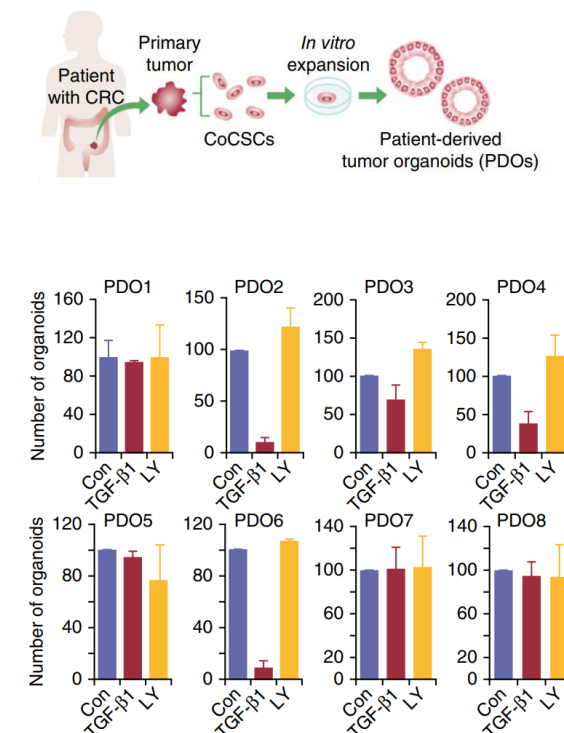 Patient
with CRC
Primary
tumor
CoCSCs
In vitro
expansion
Patient-derived
tumor organoids (PDOs)
Number of organoids
PDO1
160
120
80
40
0
Con
TGF-β1
LY
PDO2
150
100
50
0
Con
TGF-β1
LY
PDO3
200
150
100
50
0
Con
TGF-β1
LY
PDO4
200
150
100
50
0
Con
TGF-β1
LY
Number of organoids
PDO5
120
80
40
0
Con
TGF-β1
LY
PDO6
120
80
40
0
Con
TGF-β1
LY
PDO7
140
100
60
20
0
Con
TGF-β1
LY
PDO8
140
100
60
20
0
Con
TGF-β1
LY